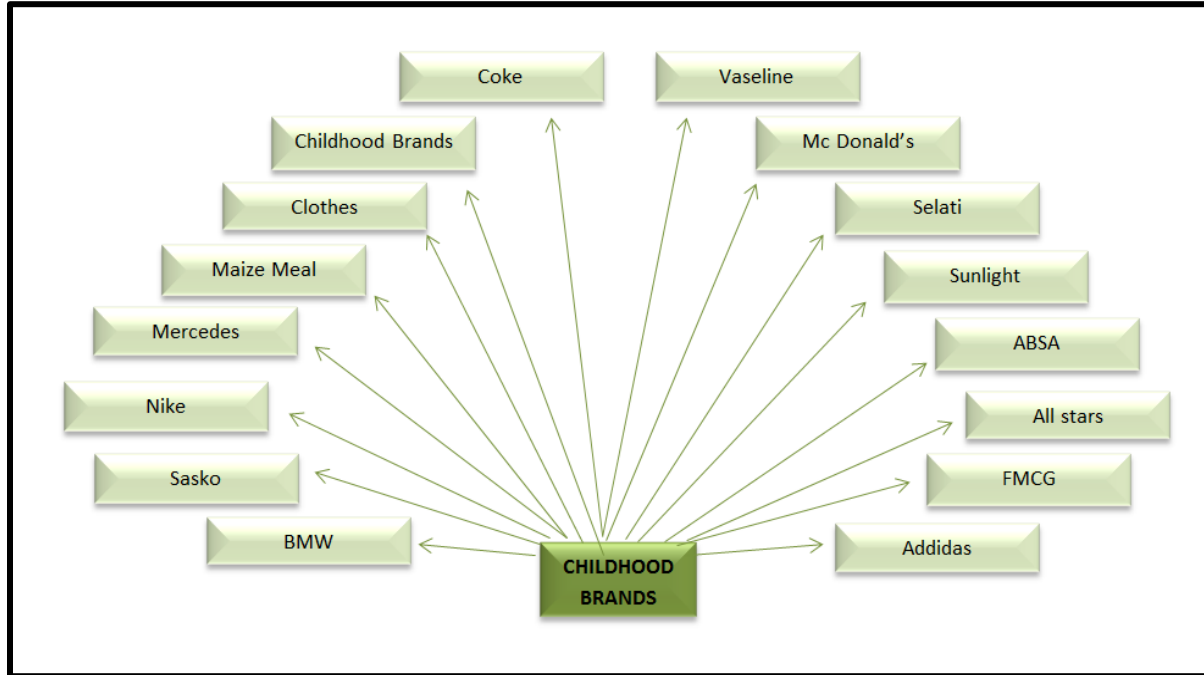 Coke
Vaseline
Childhood Brands
Mc Donald's
Clothes
Selati
Maize Meal
Sunlight
Mercedes
ABSA
Nike
All stars
Sasko
FMCG
BMW
Addidas
CHILDHOOD
BRANDS